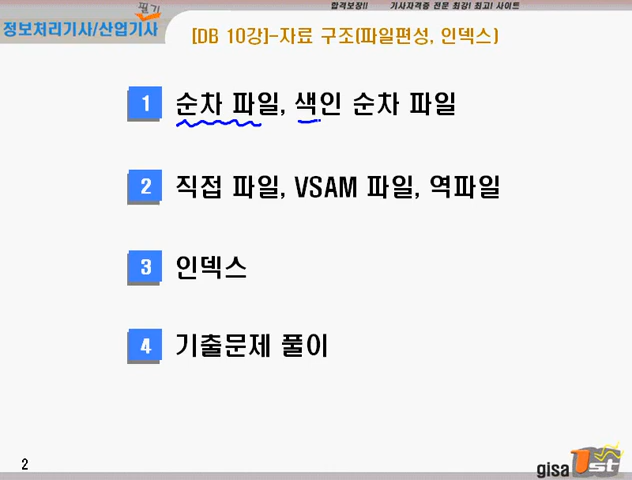 합격보장!! 기사자격증 전문 최강! 최고! 사이트
필기
정보처리기사/산업기사
[DB 10강]-자료 구조(파일편성, 인덱스)
1 순차 파일, 색인 순차 파일
2 직접 파일, VSAM 파일, 역파일
3 인덱스
4 기출문제 풀이
2
gisa 1st